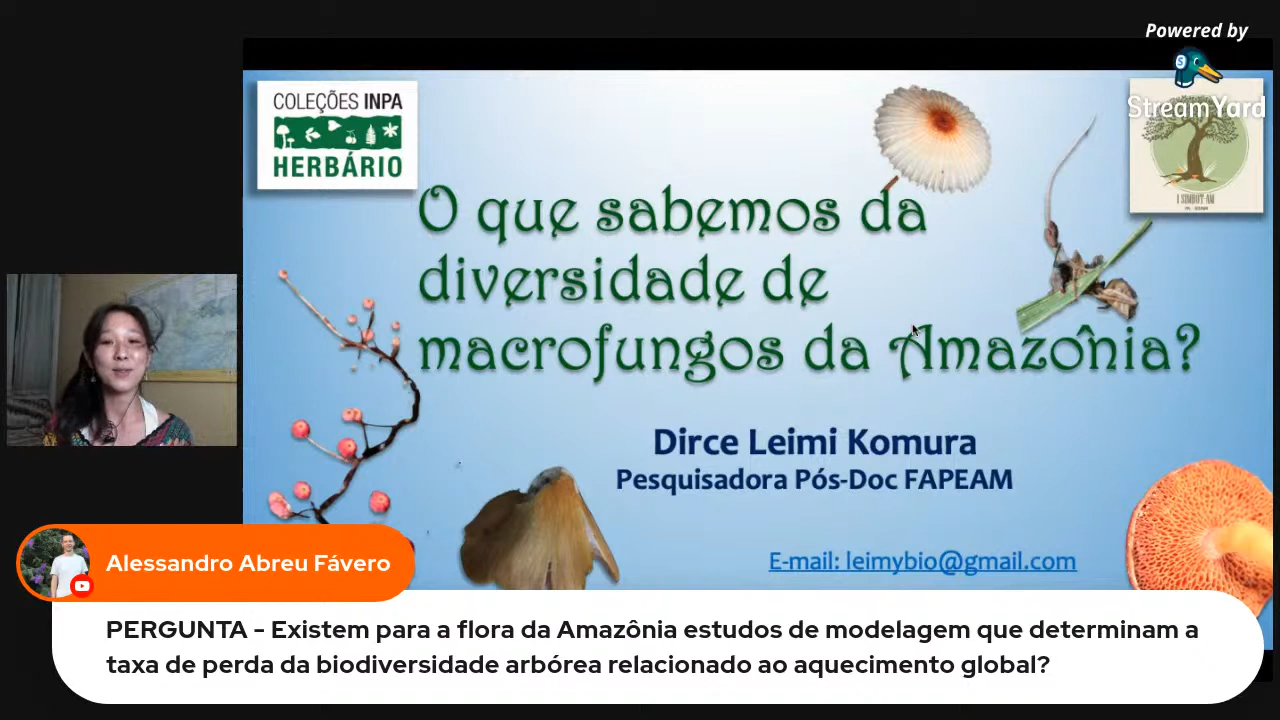 Powered by
StreamYard
COLEÇÕES INPA
HERBÁRIO
I SIMBOT-AM
O que sabemos da
diversidade de
macrofungos da Amazônia?
Dirce Leimi Komura
Pesquisadora Pós-Doc FAPEAM
E-mail: leimybio@gmail.com
Alessandro Abreu Fávero
PERGUNTA - Existem para a flora da Amazônia estudos de modelagem que determinam a
taxa de perda da biodiversidade arbórea relacionado ao aquecimento global?